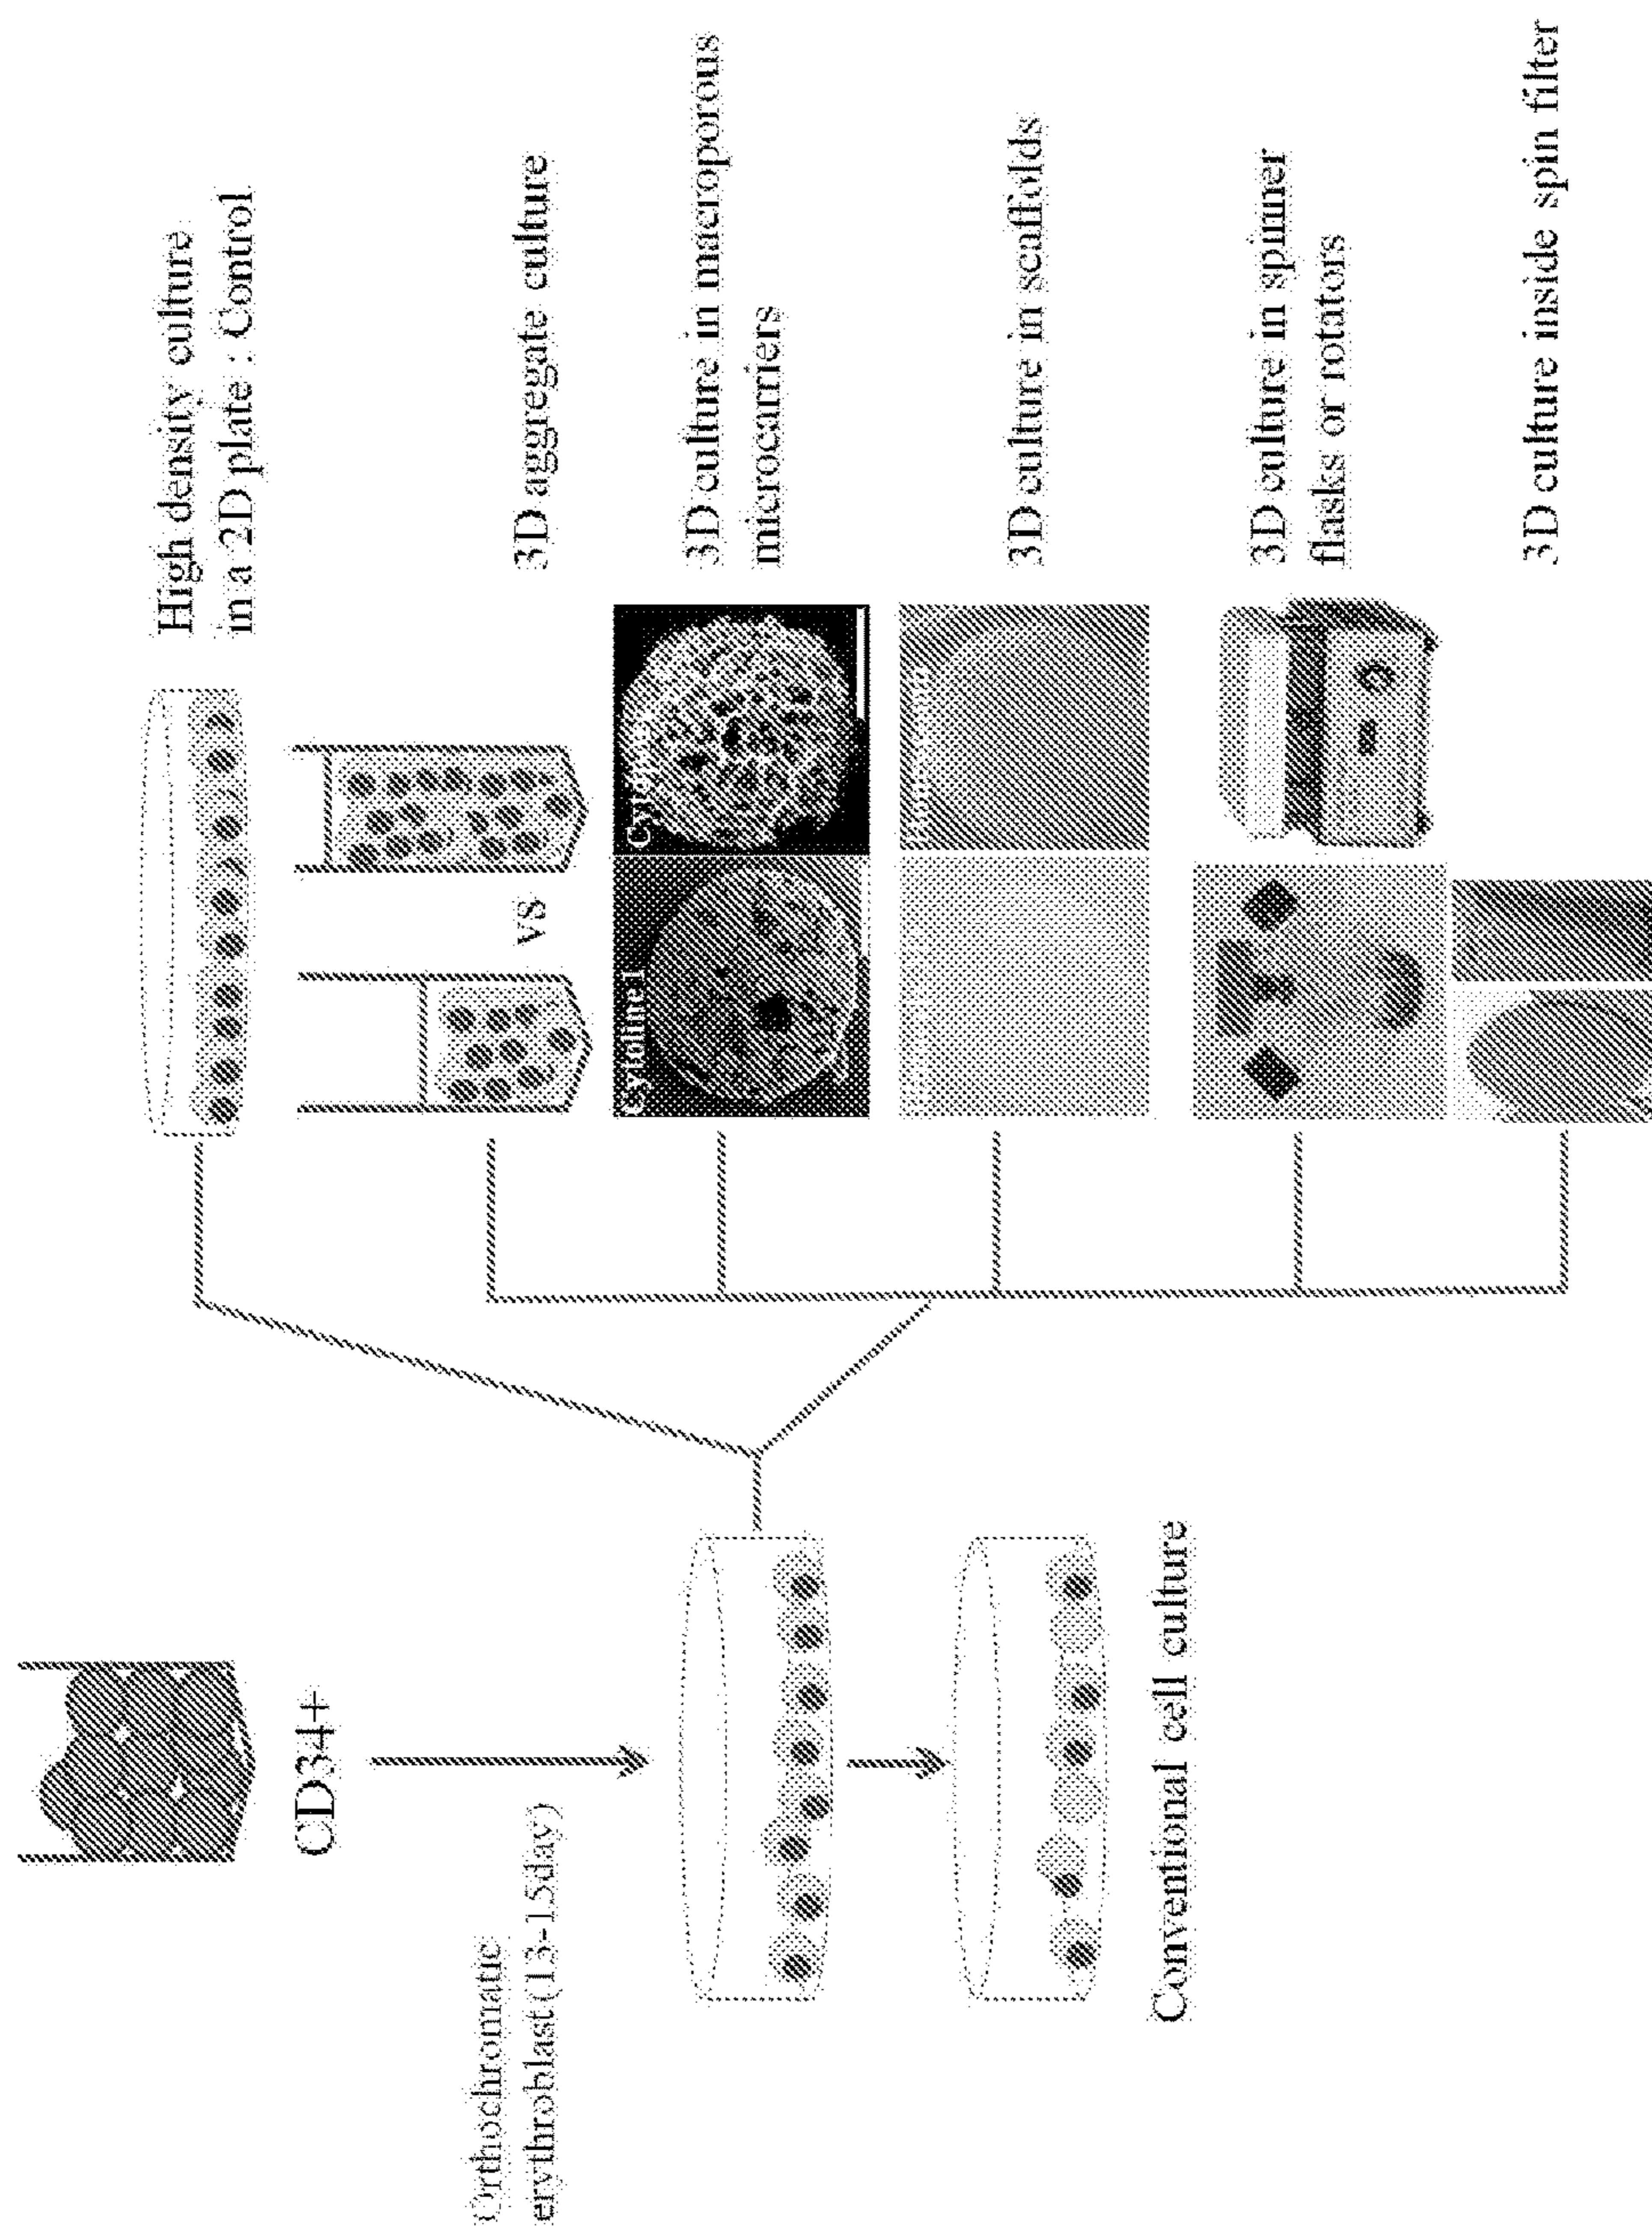 CD34+
Orthochromatic
erythroblast (13-15day)
Conventional cell culture
High density culture
in a 2D plate : Control
vs
3D aggregate culture
Cytoline1
3D culture in macroporous
microcarriers
3D culture in scaffolds
3D culture in spinner
flasks or rotators
3D culture inside spin filter